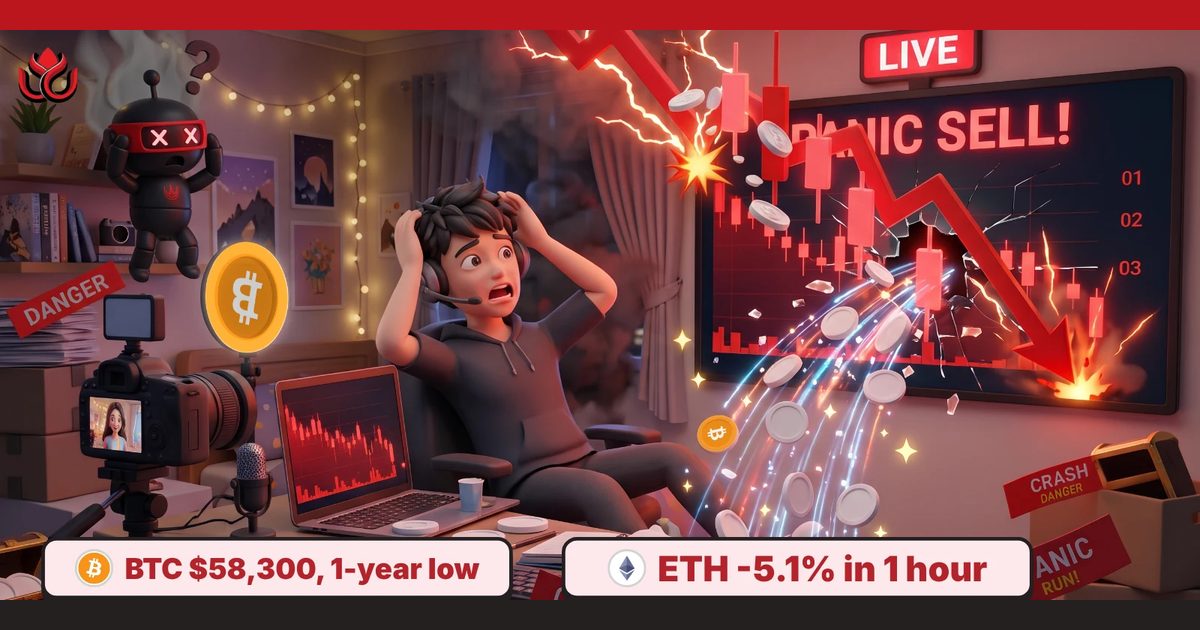 LIVE
PANIC SELL!
01
02
03
DANGER
CRASH
DANGER
PANIC
RUN!
BTC $58,300, 1-year low
ETH -5.1% in 1 hour